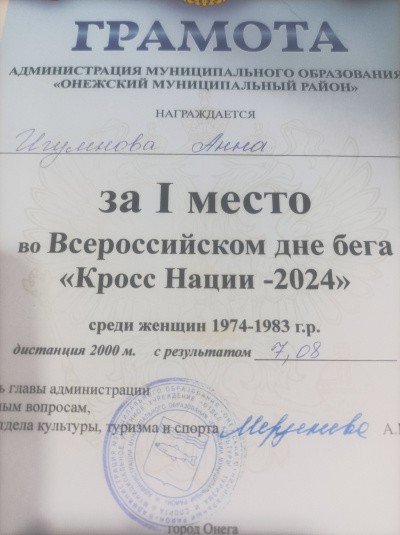 ГРАМОТА
АДМИНИСТРАЦИЯ МУНИЦИПАЛЬНОГО ОБРАЗОВАНИЯ
«ОНЕЖСКИЙ МУНИЦИПАЛЬНЫЙ РАЙОН»
НАГРАЖДАЕТСЯ
Игумнова Анна
за I место
во Всероссийском дне бега
«Кросс Нации -2024»
среди женщин 1974-1983 г.р.
дистанция 2000 м. с результатом 7,08
ь главы администрации
ным вопросам,
дела культуры, туризма и спорта
город Онега